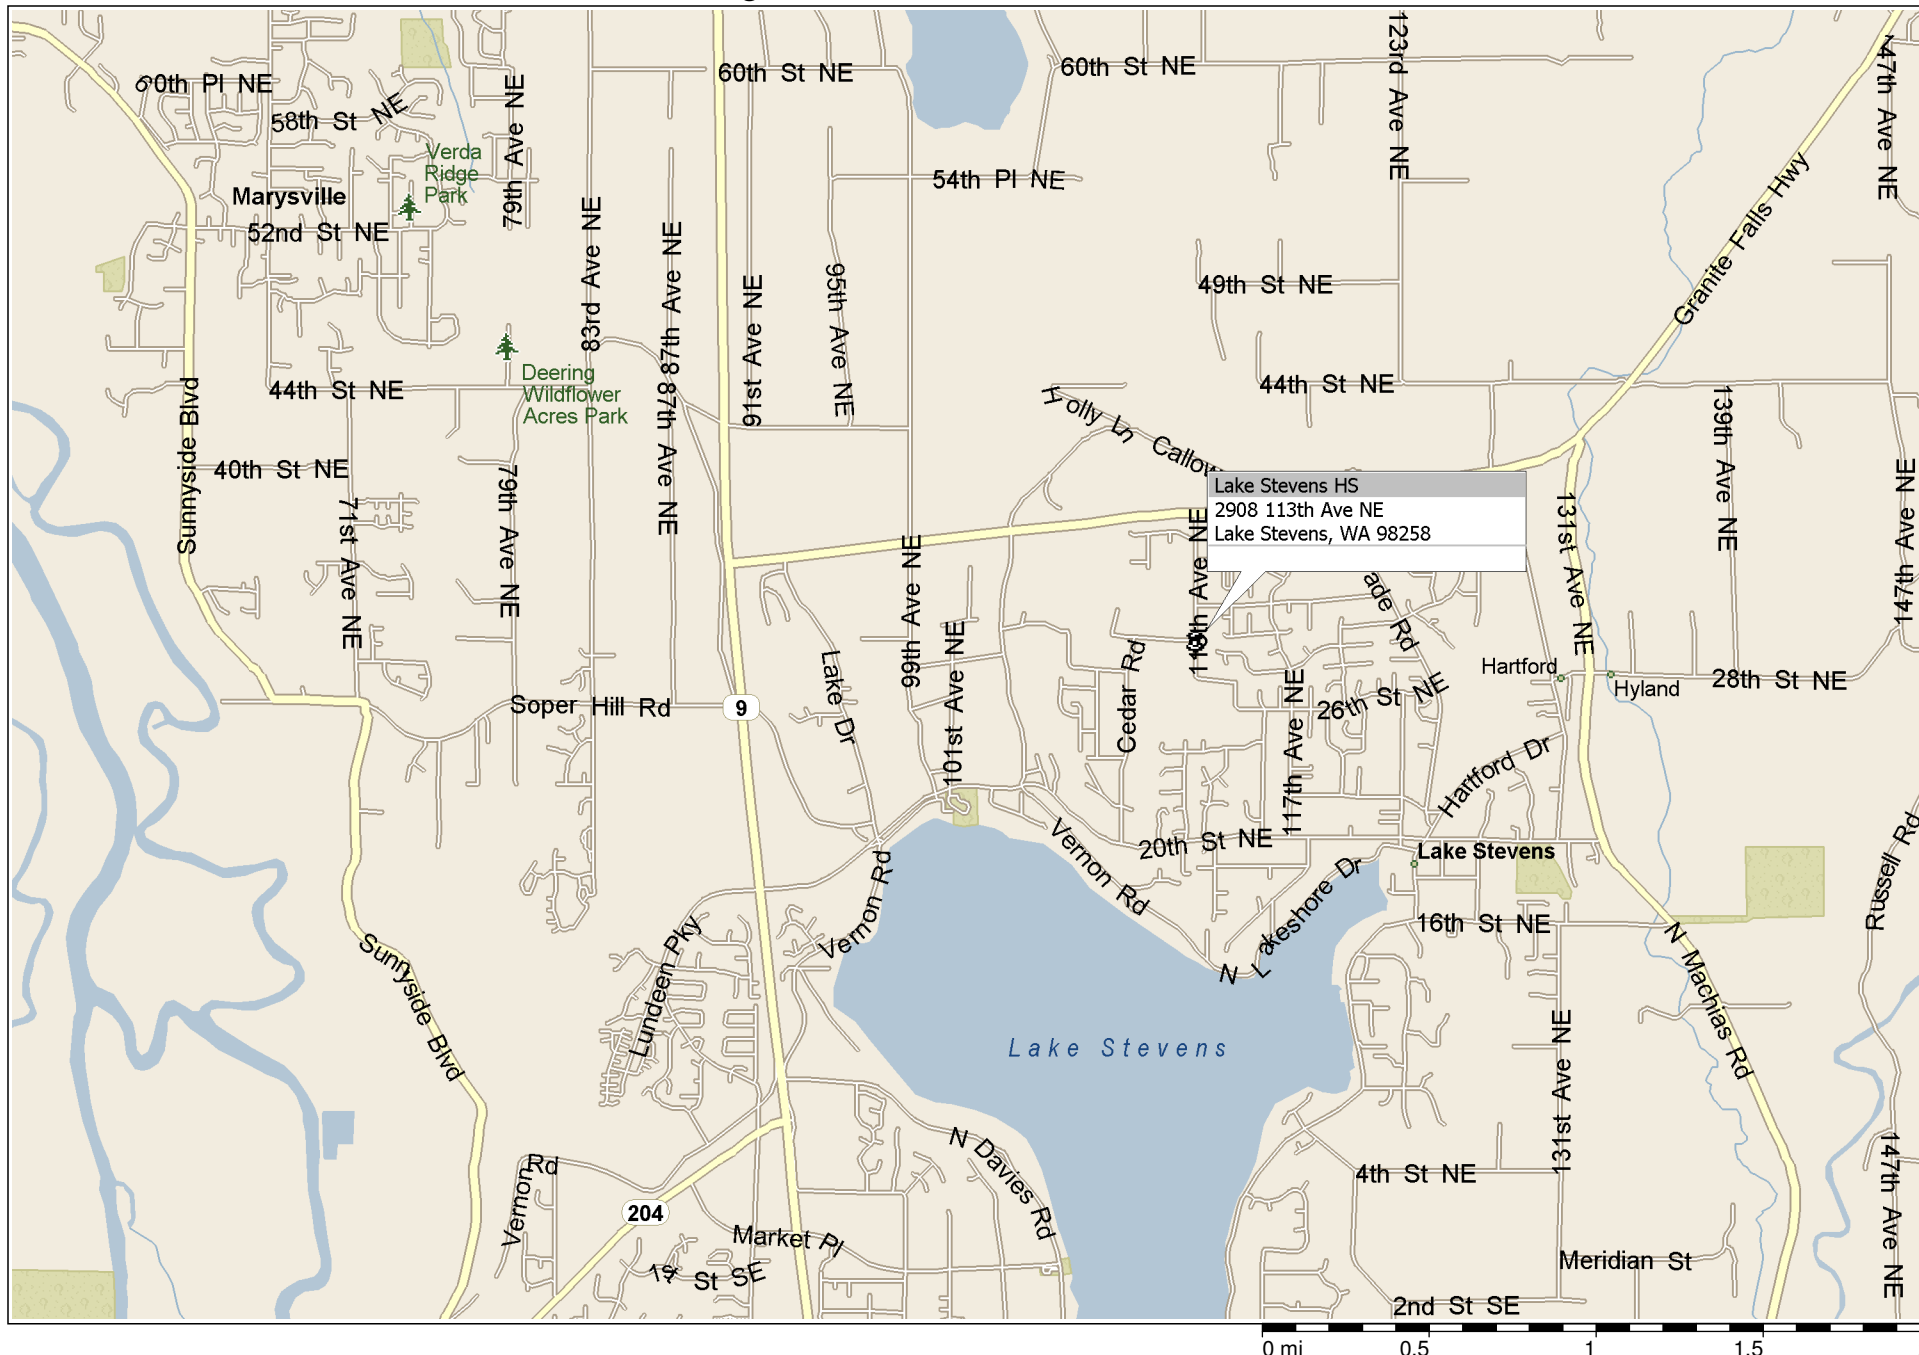 60th Pl NE
58th St NE
Verda
Ridge
Park
Marysville
52nd St NE
79th Ave NE
83rd Ave NE
87th Ave NE
60th St NE
60th St NE
54th Pl NE
123rd Ave NE
147th Ave NE
Granite Falls Hwy
91st Ave NE
95th Ave NE
49th St NE
44th St NE
Deering
Wildflower
Acres Park
44th St NE
Holly Ln
Sunnyside Blvd
40th St NE
71st Ave NE
79th Ave NE
87th Ave NE
139th Ave NE
147th Ave NE
131st Ave NE
Lake Stevens HS
2908 113th Ave NE
Lake Stevens, WA 98258
99th Ave NE
101st Ave NE
Lake Dr
Cedar Rd
117th Ave NE
26th St NE
Hartford
Hyland
28th St NE
Soper Hill Rd
9
Hartford Dr
20th St NE
Lake Stevens
Vernon Rd
Vernon Rd
N Lakeshore Dr
16th St NE
Russell Rd
N Machias Rd
Sunnyside Blvd
Lundeen Pky
Lake Stevens
131st Ave NE
N Davies Rd
4th St NE
147th Ave NE
Vernon Rd
204
Market Pl
1st St SE
Meridian St
2nd St SE
0 mi 0.5 1 1.5